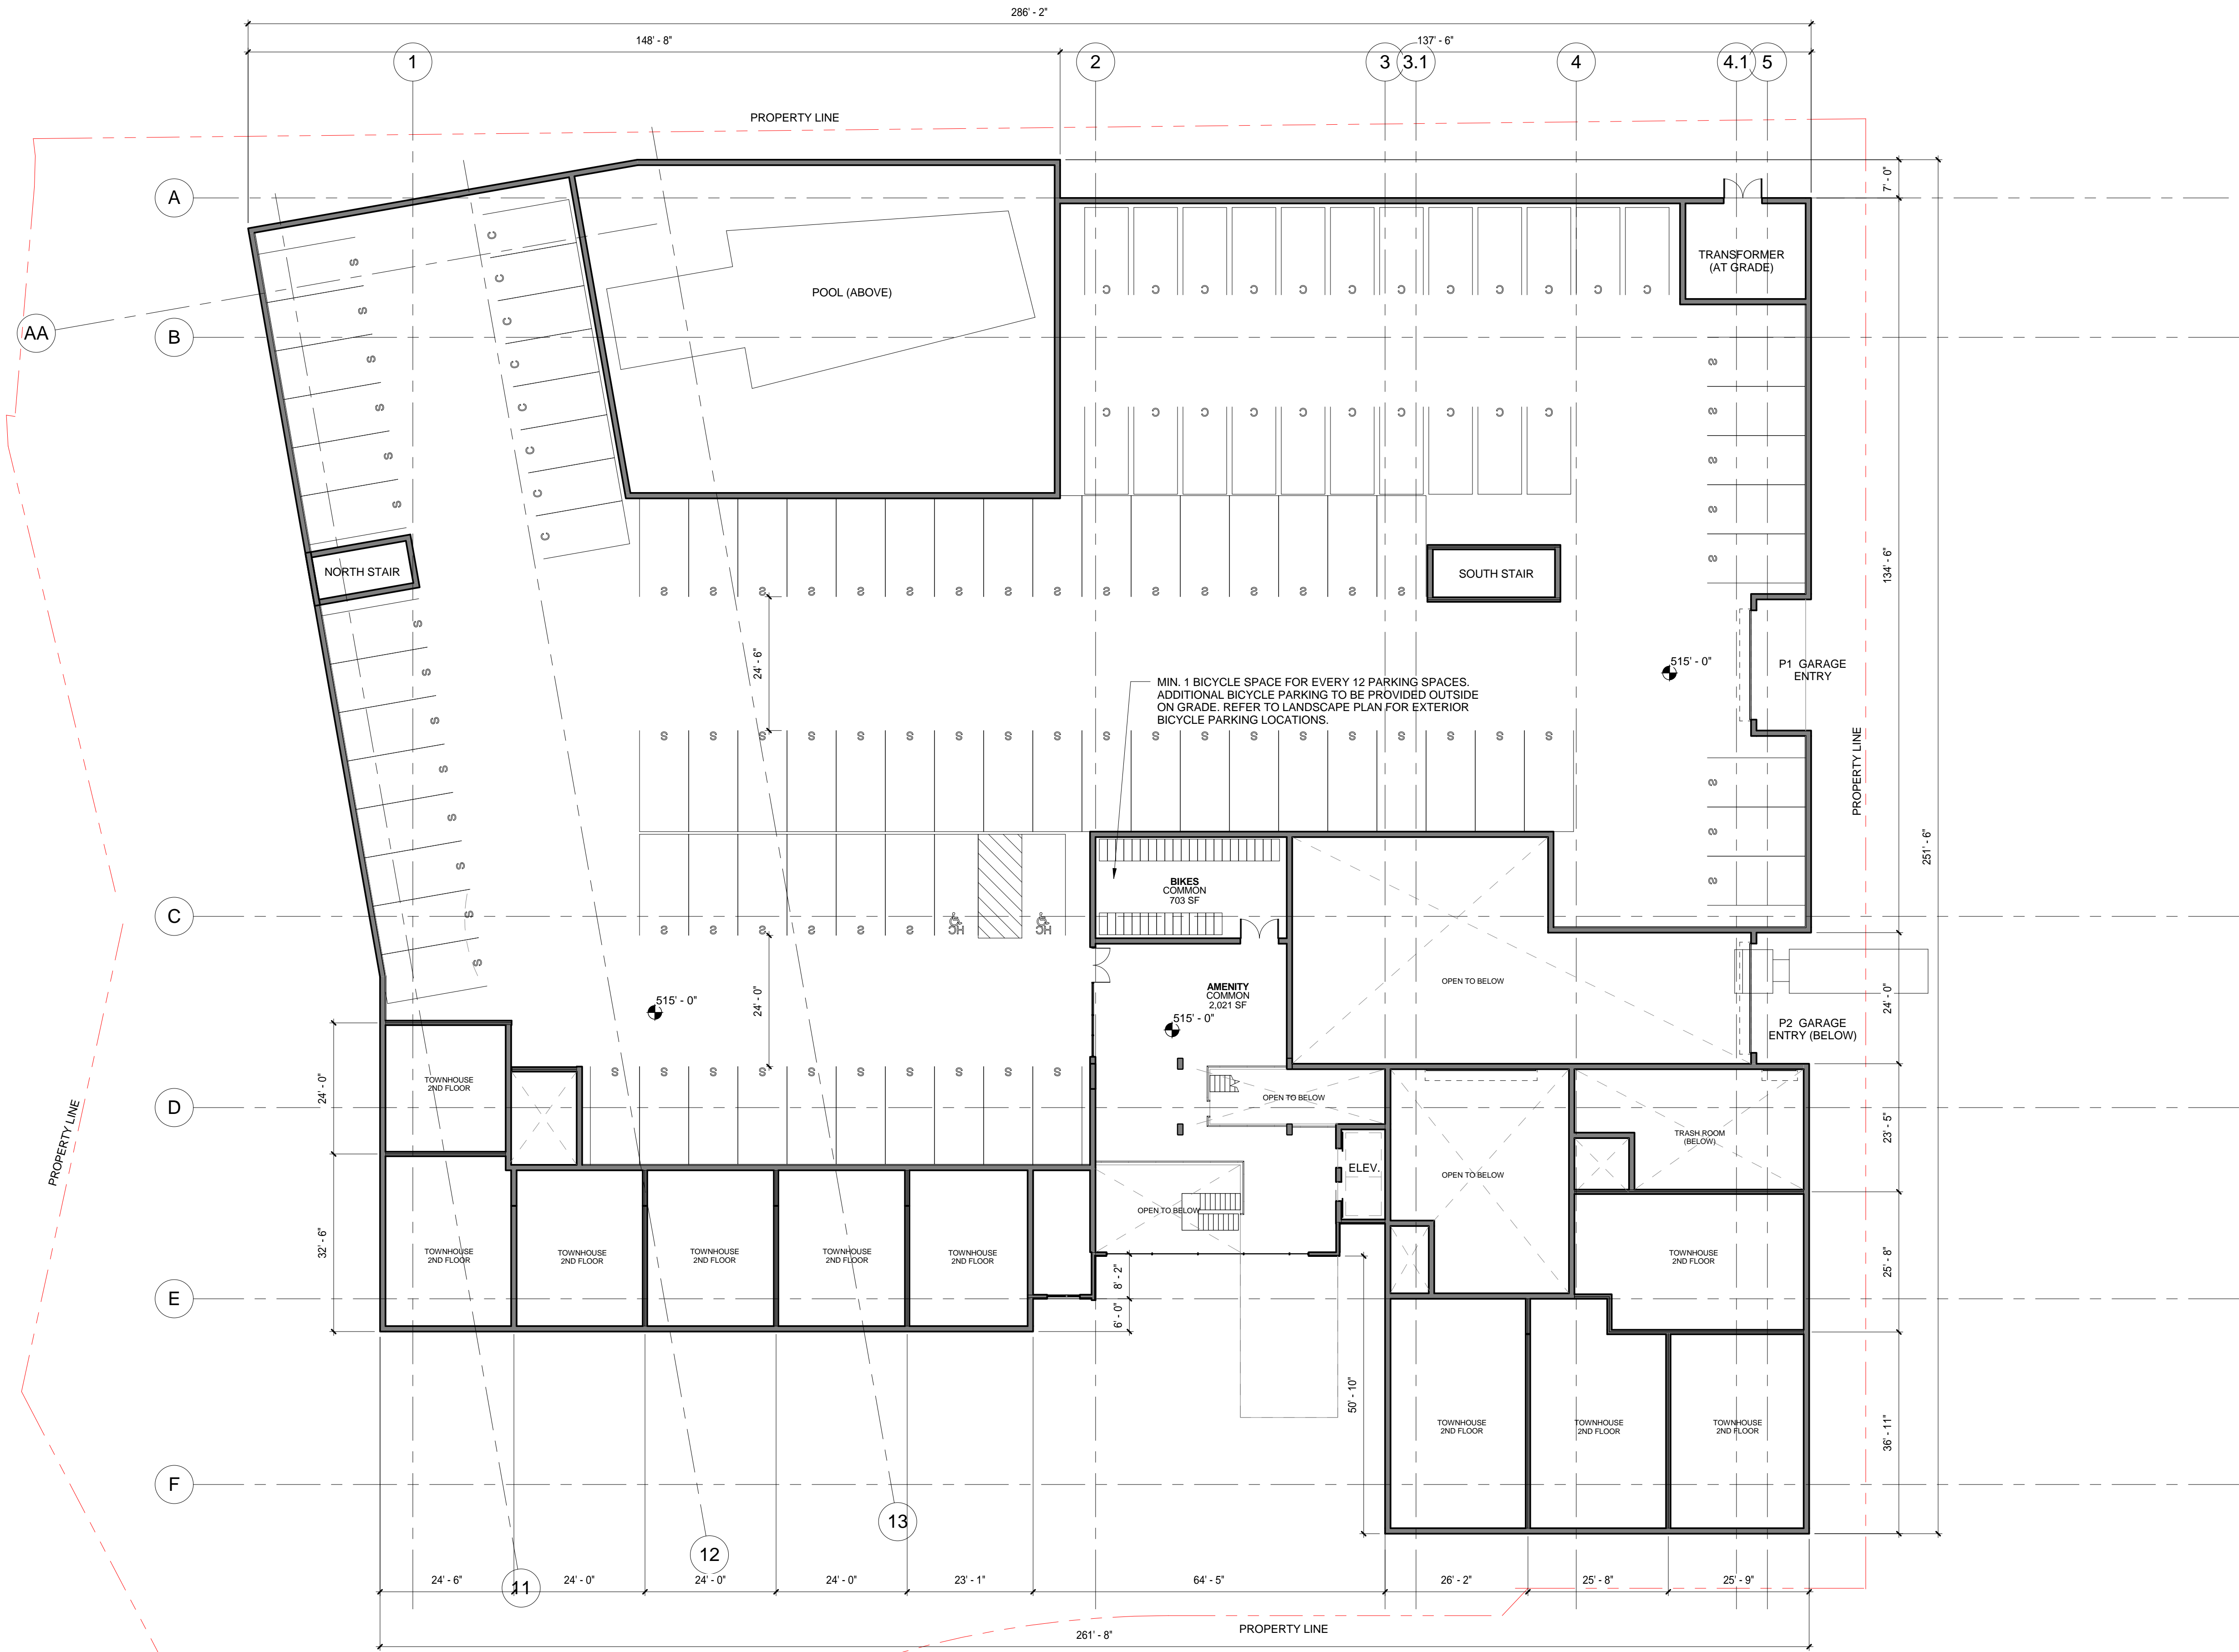 286' - 2"
148' - 8"
137' - 6"
1
2
3
3.1
4
4.1
5
PROPERTY LINE
A
7' - 0"
TRANSFORMER
(AT GRADE)
POOL (ABOVE)
AA
B
S
S
S
S
S
S
C
C
C
C
C
C
C
C
C C C C C C C C C C C C
C C C C C C C C C C
S
S
S
S
S
NORTH STAIR
SOUTH STAIR
134' - 6"
S S S S S S S S S S S S S S S S
24' - 6"
515' - 0"
P1 GARAGE
ENTRY
MIN. 1 BICYCLE SPACE FOR EVERY 12 PARKING SPACES.
ADDITIONAL BICYCLE PARKING TO BE PROVIDED OUTSIDE
ON GRADE. REFER TO LANDSCAPE PLAN FOR EXTERIOR
BICYCLE PARKING LOCATIONS.
S
S
S
S
S
S
S
S
S S S S S S S S S S S S S S S S S S S
S
S
S
PROPERTY LINE
251' - 6"
BIKES
COMMON
703 SF
C
S S S S S S HC HC
AMENITY
COMMON
2,021 SF
515' - 0"
OPEN TO BELOW
24' - 0"
515' - 0"
24' - 0"
P2 GARAGE
ENTRY (BELOW)
S S S S S S S S S S
24' - 0"
TOWNHOUSE
2ND FLOOR
D
OPEN TO BELOW
23' - 5"
TRASH ROOM
(BELOW)
PROPERTY LINE
ELEV.
OPEN TO BELOW
OPEN TO BELOW
32' - 6"
TOWNHOUSE
2ND FLOOR
TOWNHOUSE
2ND FLOOR
TOWNHOUSE
2ND FLOOR
TOWNHOUSE
2ND FLOOR
TOWNHOUSE
2ND FLOOR
TOWNHOUSE
2ND FLOOR
25' - 8"
8' - 2"
E
6' - 0"
50' - 10"
TOWNHOUSE
2ND FLOOR
TOWNHOUSE
2ND FLOOR
TOWNHOUSE
2ND FLOOR
36' - 11"
F
13
12
11
24' - 6"
24' - 0"
24' - 0"
24' - 0"
23' - 1"
64' - 5"
26' - 2"
25' - 8"
25' - 9"
PROPERTY LINE
261' - 8"